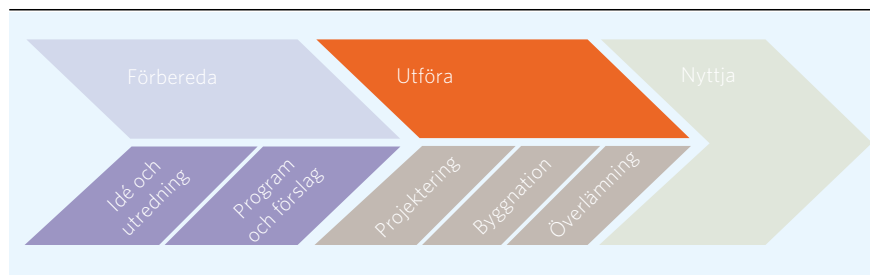 Förbereda
Utföra
Nyttja
Idé och
utredning
Program
och förslag
Projektering
Byggnation
Överlämning